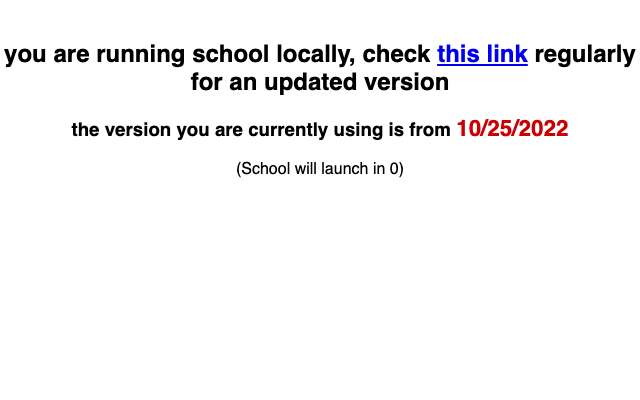 you are running school locally, check this link regularly
for an updated version
the version you are currently using is from 10/25/2022
(School will launch in 0)